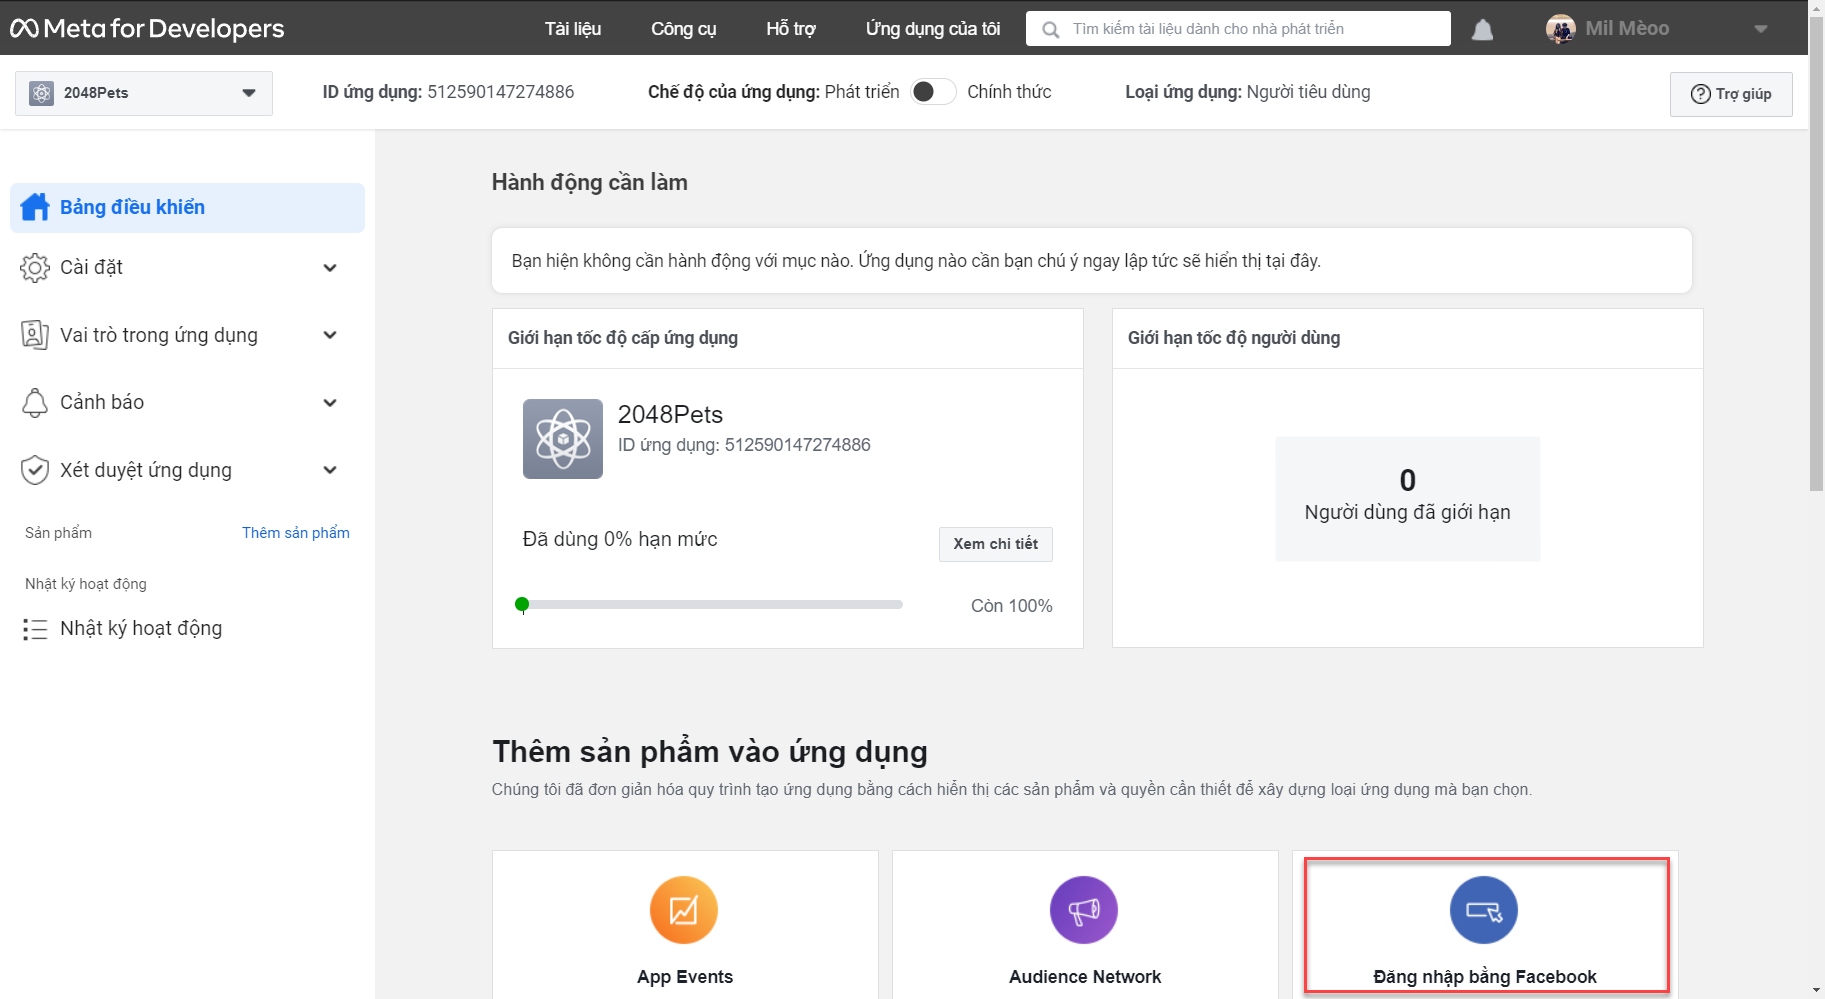 Meta for Developers
Tài liệu
Công cụ
Hỗ trợ
Ứng dụng của tôi
Tìm kiếm tài liệu dành cho nhà phát triển
Mil Mèoo
2048Pets
ID ứng dụng: 512590147274886
Chế độ của ứng dụng: Phát triển
Chính thức
Loại ứng dụng: Người tiêu dùng
Trợ giúp
Bảng điều khiển
Cài đặt
Vai trò trong ứng dụng
Cảnh báo
Xét duyệt ứng dụng
Sản phẩm
Thêm sản phẩm
Nhật ký hoạt động
Nhật ký hoạt động
Hành động cần làm
Bạn hiện không cần hành động với mục nào. Ứng dụng nào cần bạn chú ý ngay lập tức sẽ hiển thị tại đây.
Giới hạn tốc độ cấp ứng dụng
2048Pets
ID ứng dụng: 512590147274886
Đã dùng 0% hạn mức
Xem chi tiết
Còn 100%
Giới hạn tốc độ người dùng
0
Người dùng đã giới hạn
Thêm sản phẩm vào ứng dụng
Chúng tôi đã đơn giản hóa quy trình tạo ứng dụng bằng cách hiển thị các sản phẩm và quyền cần thiết để xây dựng loại ứng dụng mà bạn chọn.
App Events
Audience Network
Đăng nhập bằng Facebook